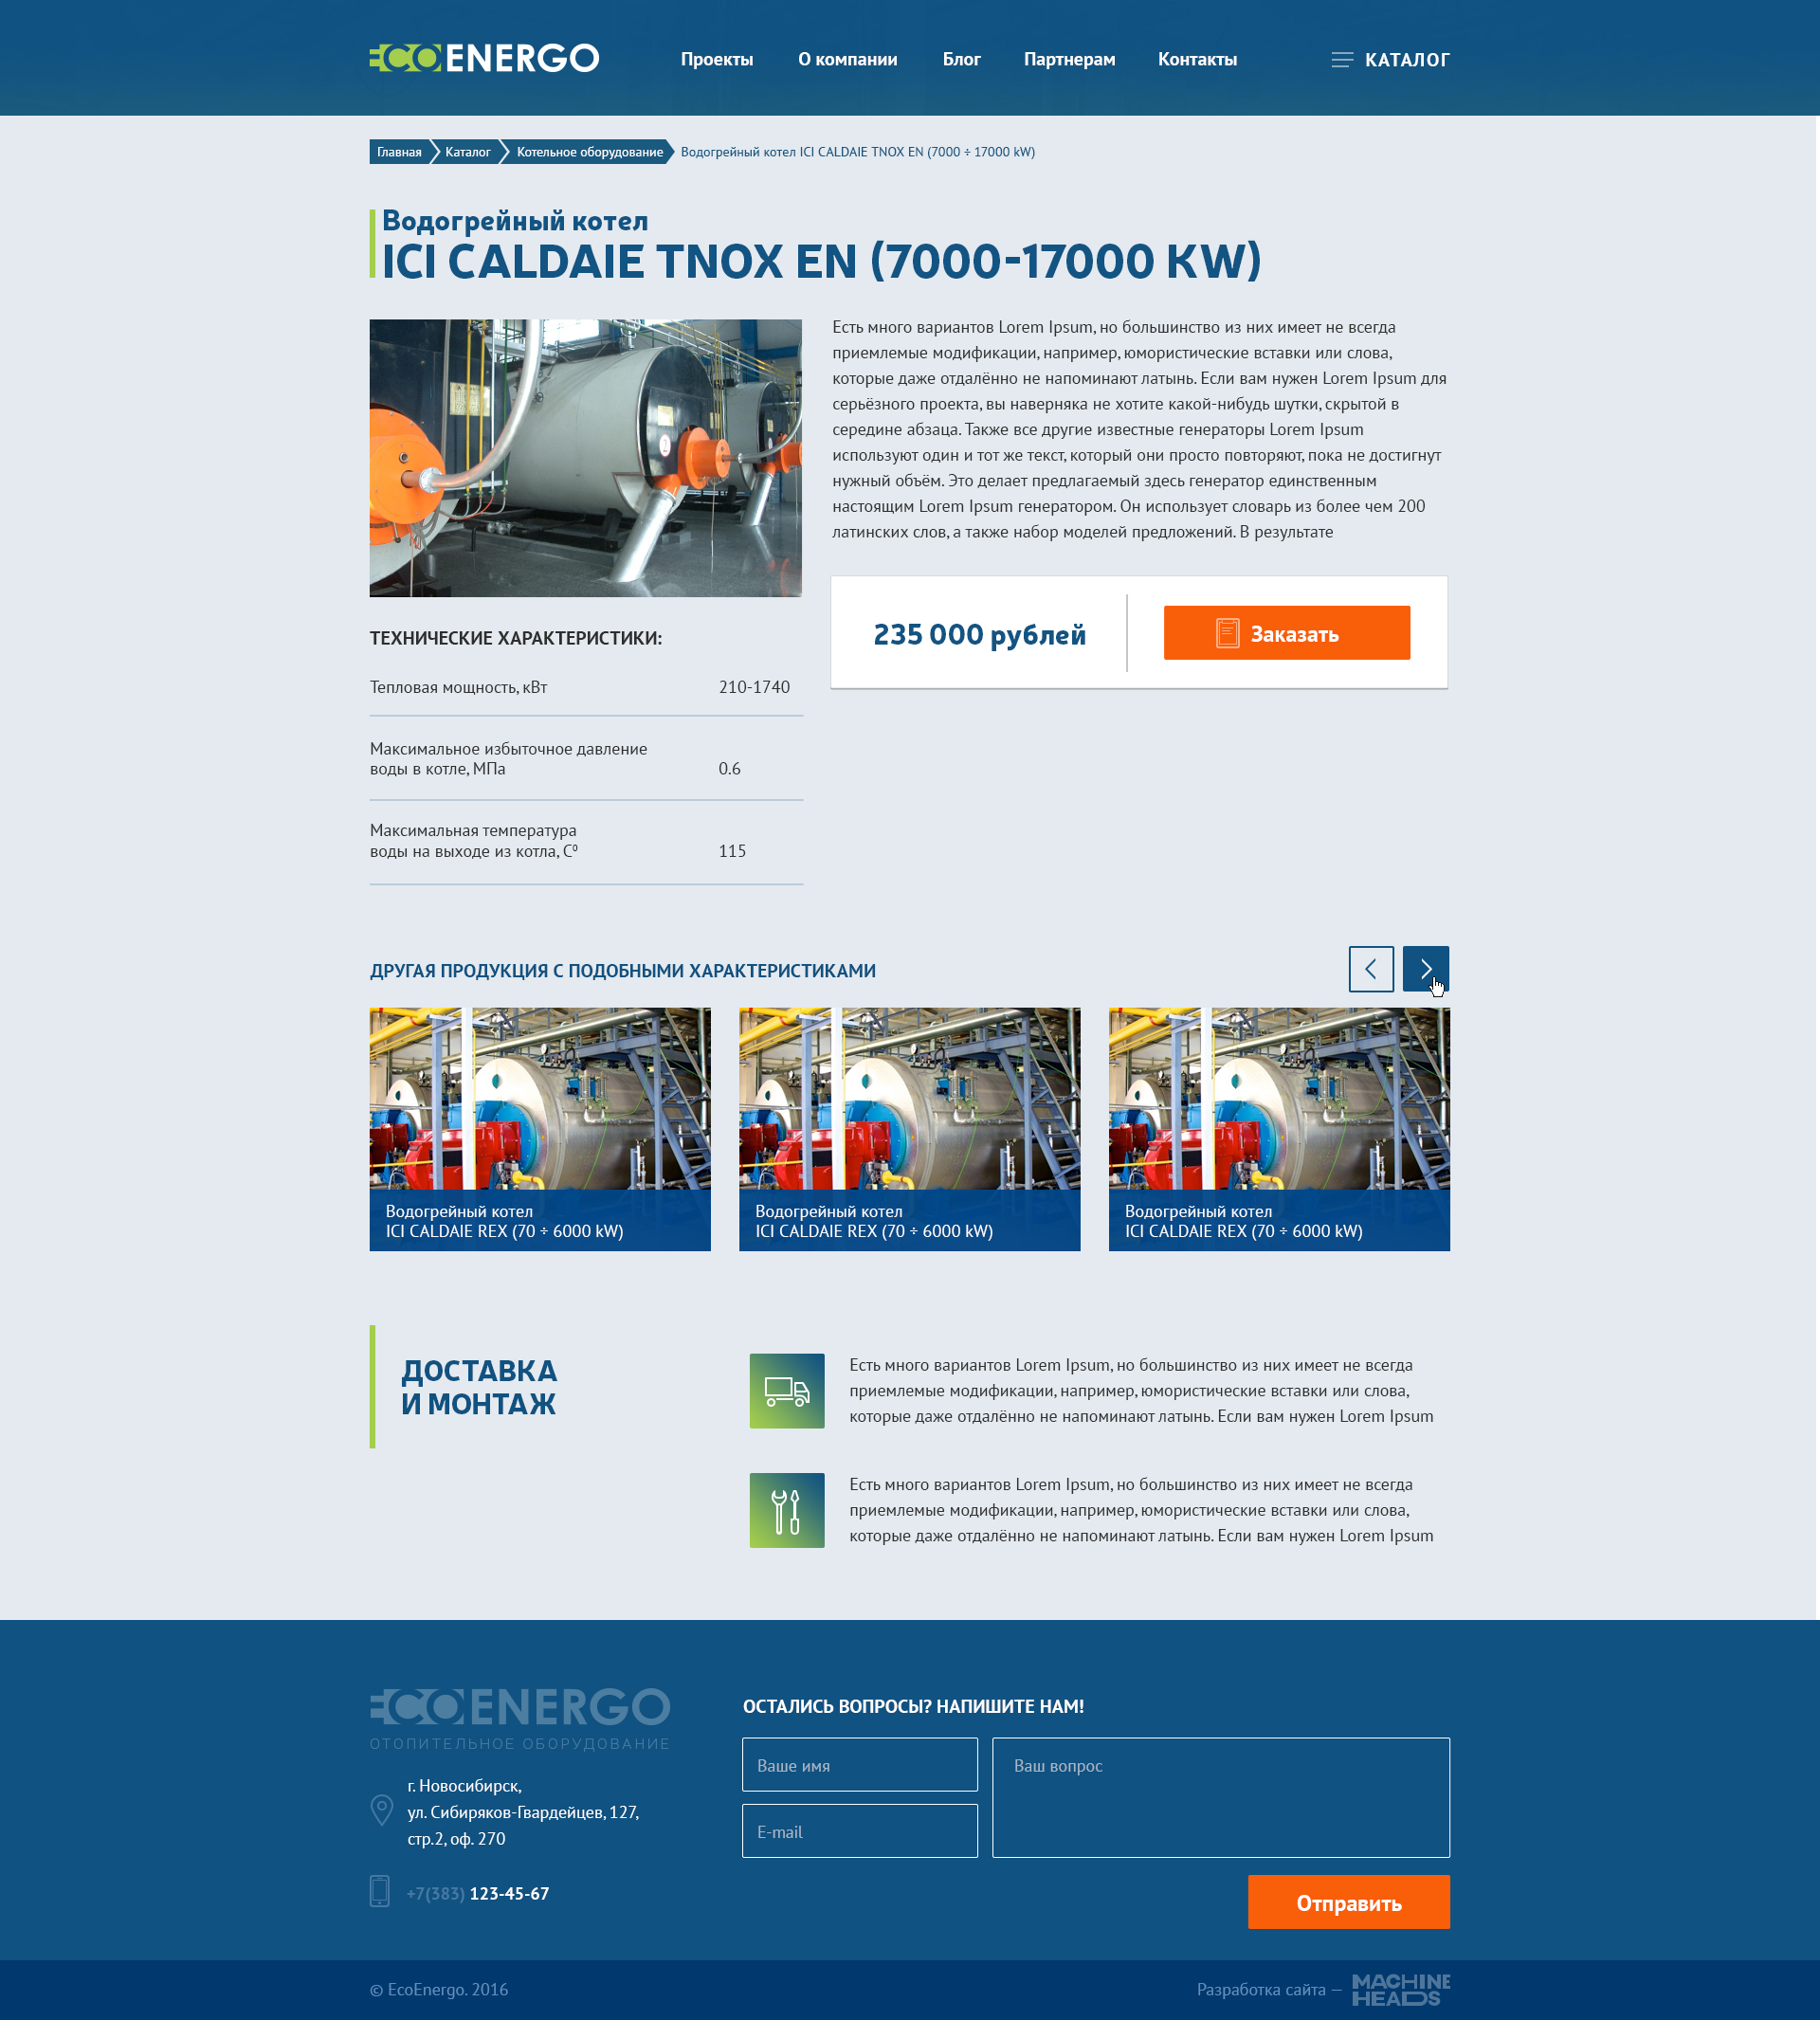 ECOENERGO
Проекты
О компании
Блог
Партнерам
Контакты
КАТАЛОГ
Главная
Каталог
Котельное оборудование
Водогрейный котел ICI CALDAIE TNOX EN (7000 ÷ 17000 kW)
Водогрейный котел
ICI CALDAIE TNOX EN (7000-17000 KW)
Есть много вариантов Lorem Ipsum, но большинство из них имеет не всегда
приемлемые модификации, например, юмористические вставки или слова,
которые даже отдалённо не напоминают латынь. Если вам нужен Lorem Ipsum для
серьёзного проекта, вы наверняка не хотите какой-нибудь шутки, скрытой в
середине абзаца. Также все другие известные генераторы Lorem Ipsum
используют один и тот же текст, который они просто повторяют, пока не достигнут
нужный объём. Это делает предлагаемый здесь генератор единственным
настоящим Lorem Ipsum генератором. Он использует словарь из более чем 200
латинских слов, а также набор моделей предложений. В результате
235 000 рублей
Заказать
ТЕХНИЧЕСКИЕ ХАРАКТЕРИСТИКИ:
Тепловая мощность, кВт 210-1740
Максимальное избыточное давление
воды в котле, МПа 0.6
Максимальная температура
воды на выходе из котла, С⁰ 115
ДРУГАЯ ПРОДУКЦИЯ С ПОДОБНЫМИ ХАРАКТЕРИСТИКАМИ
Водогрейный котел
ICI CALDAIE REX (70 ÷ 6000 kW)
Водогрейный котел
ICI CALDAIE REX (70 ÷ 6000 kW)
Водогрейный котел
ICI CALDAIE REX (70 ÷ 6000 kW)
ДОСТАВКА
И МОНТАЖ
Есть много вариантов Lorem Ipsum, но большинство из них имеет не всегда
приемлемые модификации, например, юмористические вставки или слова,
которые даже отдалённо не напоминают латынь. Если вам нужен Lorem Ipsum
Есть много вариантов Lorem Ipsum, но большинство из них имеет не всегда
приемлемые модификации, например, юмористические вставки или слова,
которые даже отдалённо не напоминают латынь. Если вам нужен Lorem Ipsum
ECOENERGO
ОТОПИТЕЛЬНОЕ ОБОРУДОВАНИЕ
г. Новосибирск,
ул. Сибиряков-Гвардейцев, 127,
стр.2, оф. 270
+7(383) 123-45-67
ОСТАЛИСЬ ВОПРОСЫ? НАПИШИТЕ НАМ!
Ваше имя
E-mail
Ваш вопрос
Отправить
© EcoEnergo. 2016
Разработка сайта —
MACHINE
HEADS